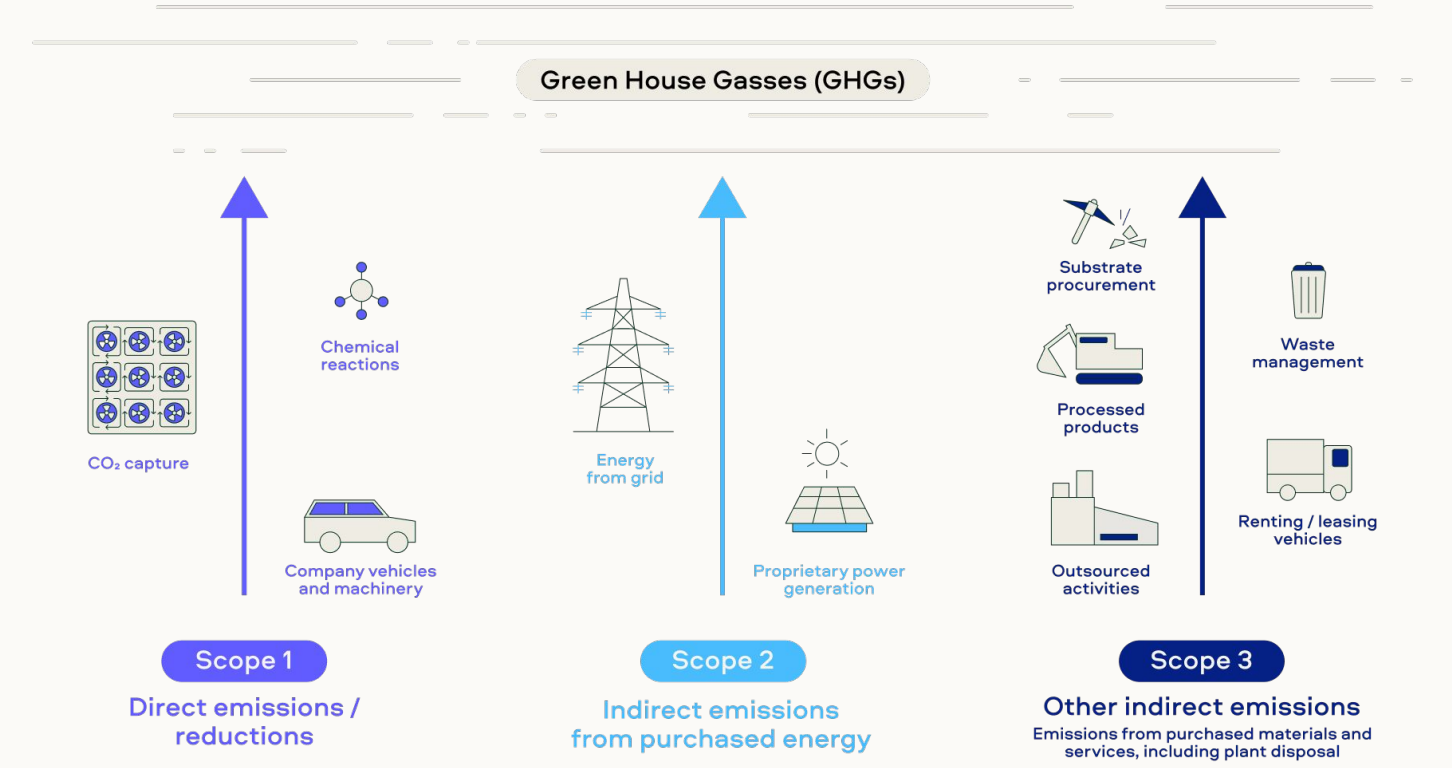 Green House Gasses (GHGs)
CO₂ capture
Chemical
reactions
Company vehicles
and machinery
Scope 1
Direct emissions /
reductions
Energy
from grid
Proprietary power
generation
Scope 2
Indirect emissions
from purchased energy
Substrate
procurement
Processed
products
Outsourced
activities
Waste
management
Renting / leasing
vehicles
Scope 3
Other indirect emissions
Emissions from purchased materials and
services, including plant disposal